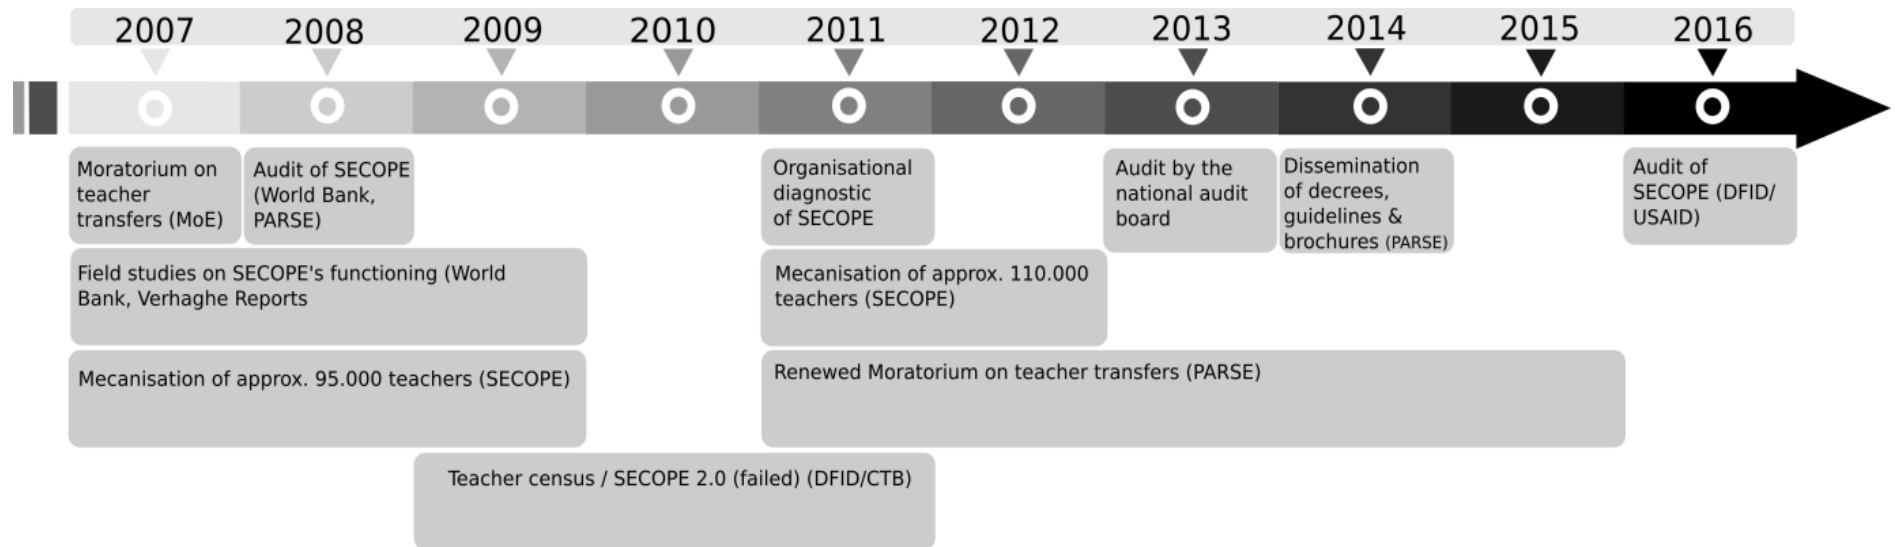 2007 2008 2009 2010 2011 2012 2013 2014 2015 2016
Moratorium on
teacher
transfers (MoE)
Audit of SECOPE
(World Bank,
PARSE)
Organisational
diagnostic
of SECOPE
Audit by the
national audit
board
Dissemination
of decrees,
guidelines &
brochures (PARSE)
Audit of
SECOPE (DFID/
USAID)
Field studies on SECOPE's functioning (World
Bank, Verhaghe Reports
Mecanisation of approx. 110.000
teachers (SECOPE)
Mecanisation of approx. 95.000 teachers (SECOPE)
Renewed Moratorium on teacher transfers (PARSE)
Teacher census / SECOPE 2.0 (failed) (DFID/CTB)